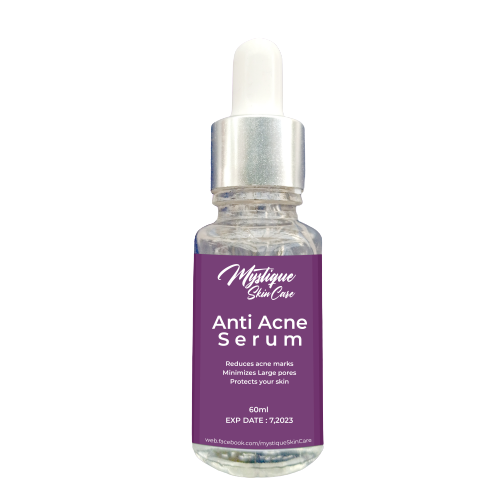 Mystique
Skin Care
Anti Acne
Serum
Reduces acne marks
Minimizes Large pores
Protects your skin
60ml
EXP DATE : 7,2023
web.facebook.com/mystiqueSkinCare